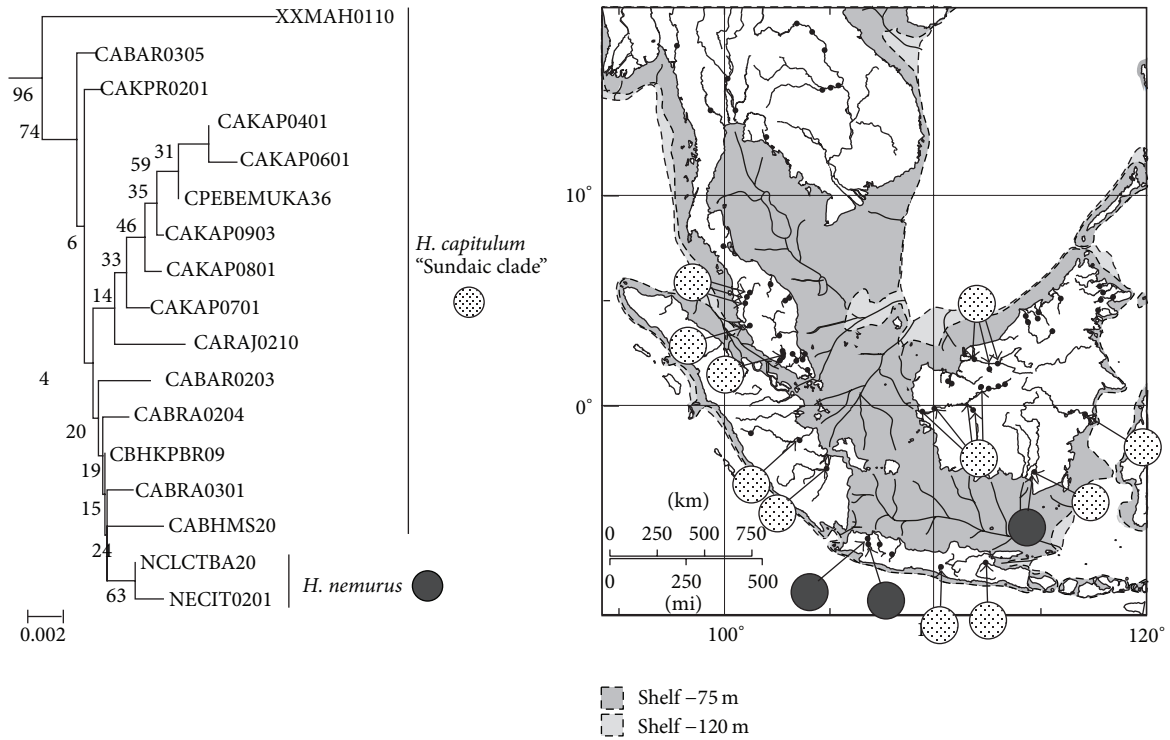 XXMAH0110
CABAR0305
96
CAKPR0201
74
CAKAP0401
31
59
CAKAP0601
35
CPEBEMUKA36
46
CAKAP0903
6
H. capitulum
33
"Sundaic clade"
CAKAP0801
14
CAKAP0701
CARAJ0210
4
CABAR0203
CABRA0204
20
CBHKPBR09
19
CABRA0301
15
CABHMS20
24
NCLCTBA20
H. nemurus
63
NECIT0201
0.002
10°
0°
(km)
0 250 500 750
0 250 500
(mi)
100°
120°
Shelf −75 m
Shelf −120 m